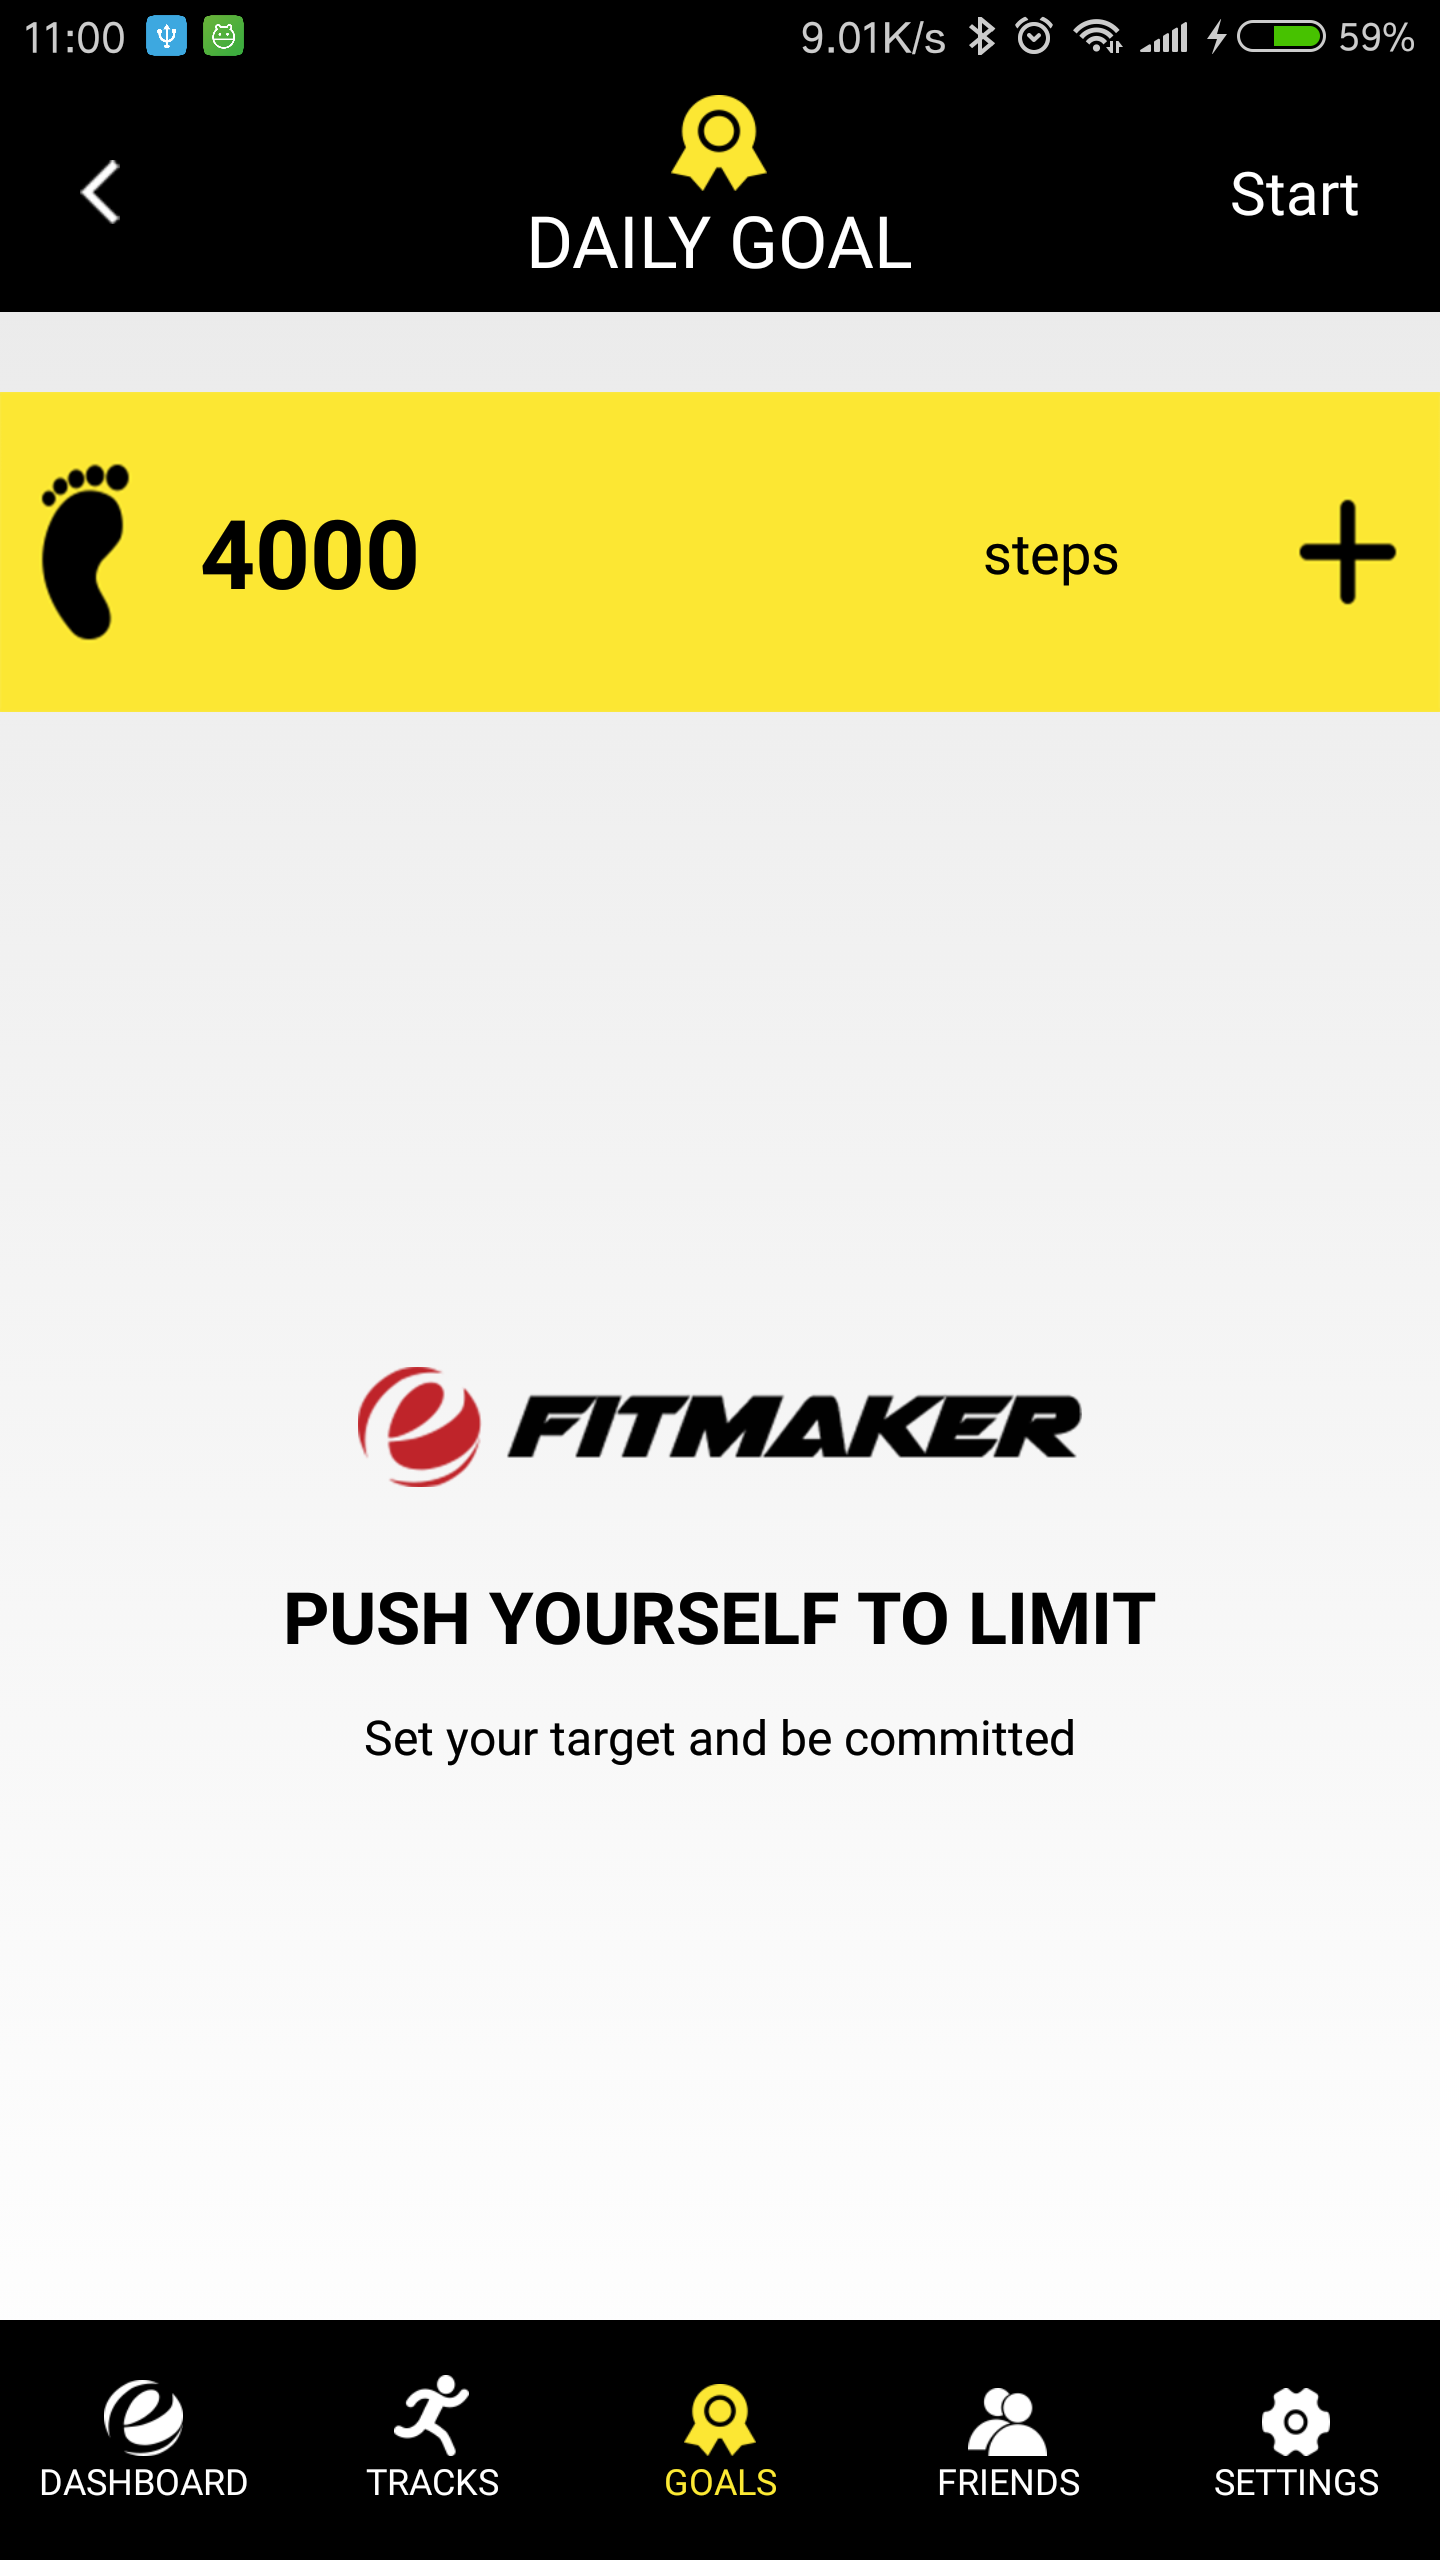 11:00 9.01K/s 59%
Start
DAILY GOAL
4000 steps
FITMAKER
PUSH YOURSELF TO LIMIT
Set your target and be committed
DASHBOARD TRACKS GOALS FRIENDS SETTINGS